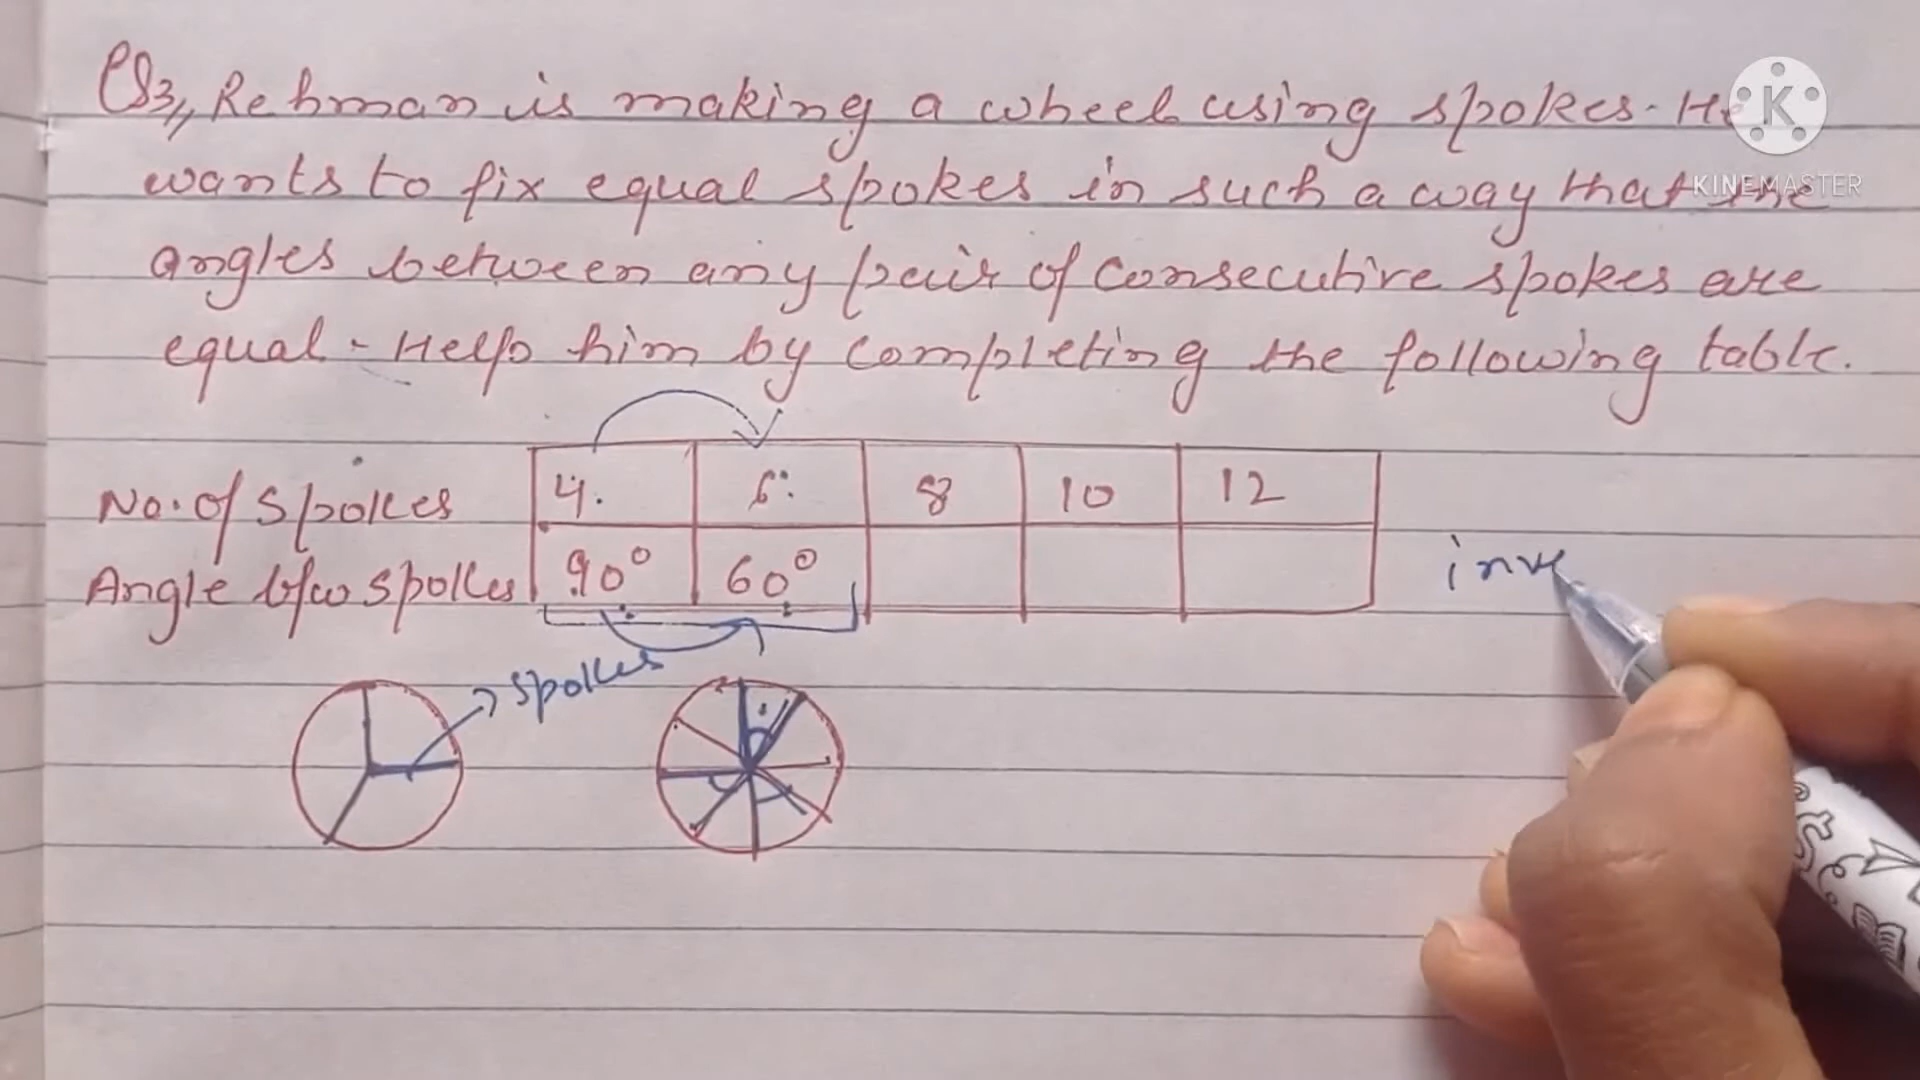 Q3,, Rehman is making a wheel using spokes. He
wants to fix equal spokes in such a way that the
angles between any pair of consecutive spokes are
equal. Help him by completing the following table.
No. of Spokes 4. 6 8 10 12
Angle b/w spokes 90° 60°
inve
spokes
K
KINEMASTER